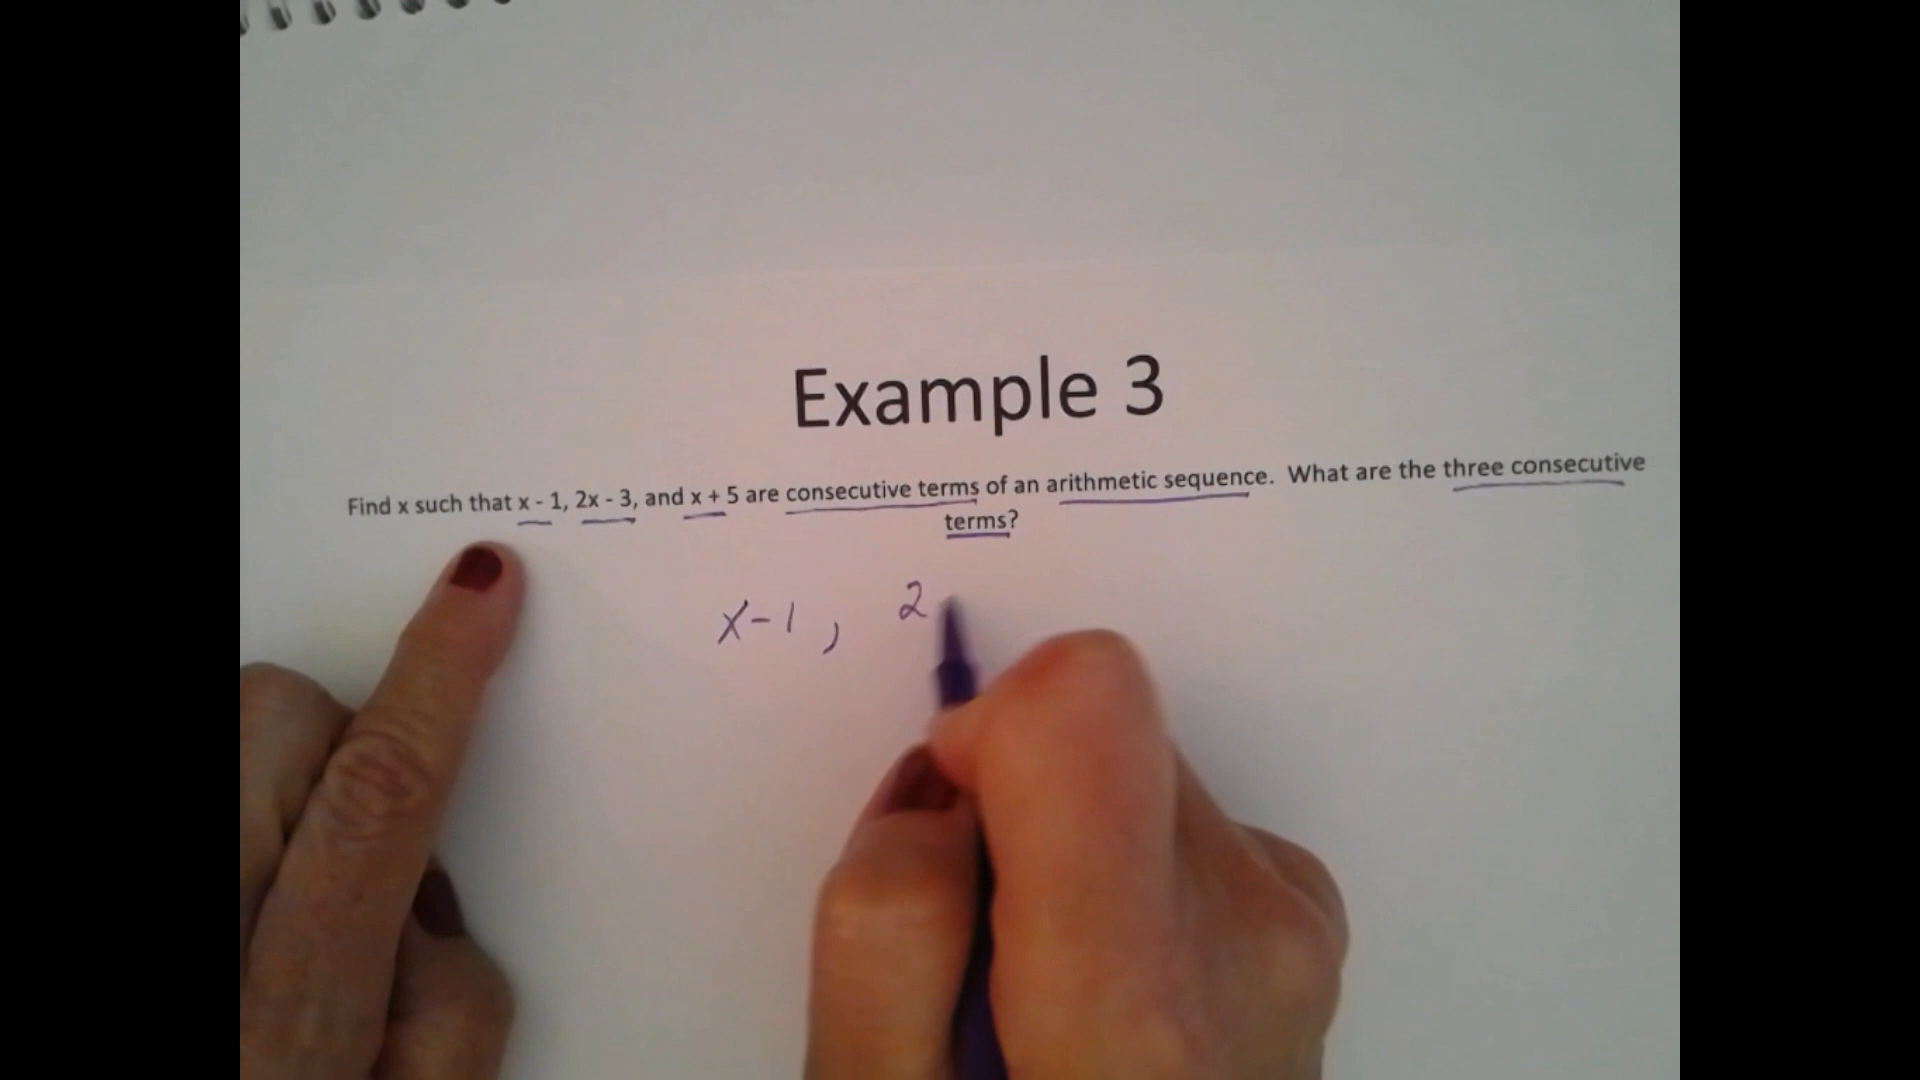 Example 3
Find x such that x - 1, 2x - 3, and x + 5 are consecutive terms of an arithmetic sequence. What are the three consecutive
terms?
x-1 , 2